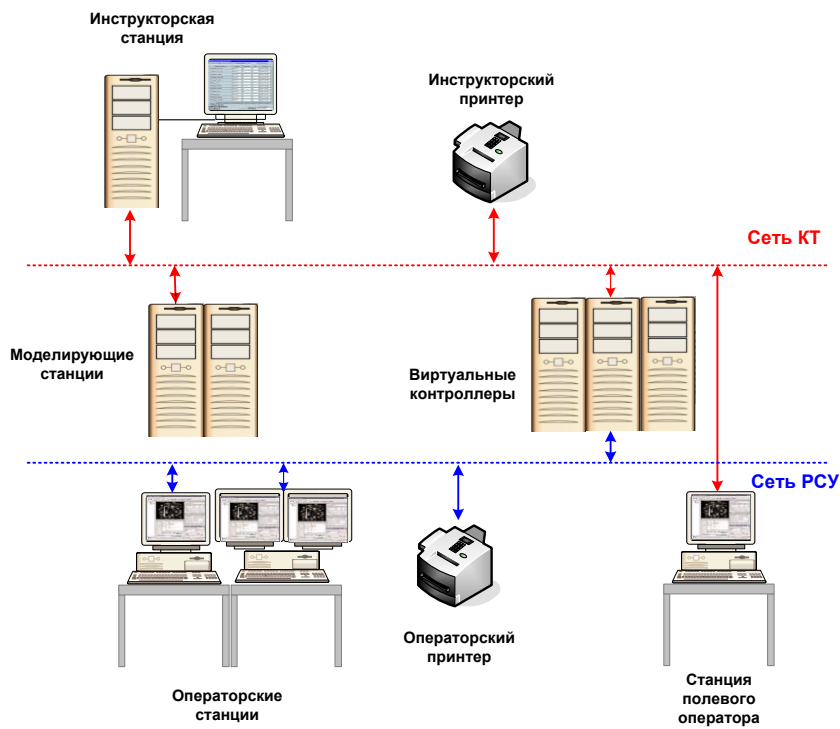 Инструкторская
станция
Инструкторский
принтер
Сеть КТ
Моделирующие
станции
Виртуальные
контроллеры
Сеть РСУ
Операторский
принтер
Операторские
станции
Станция
полевого
оператора